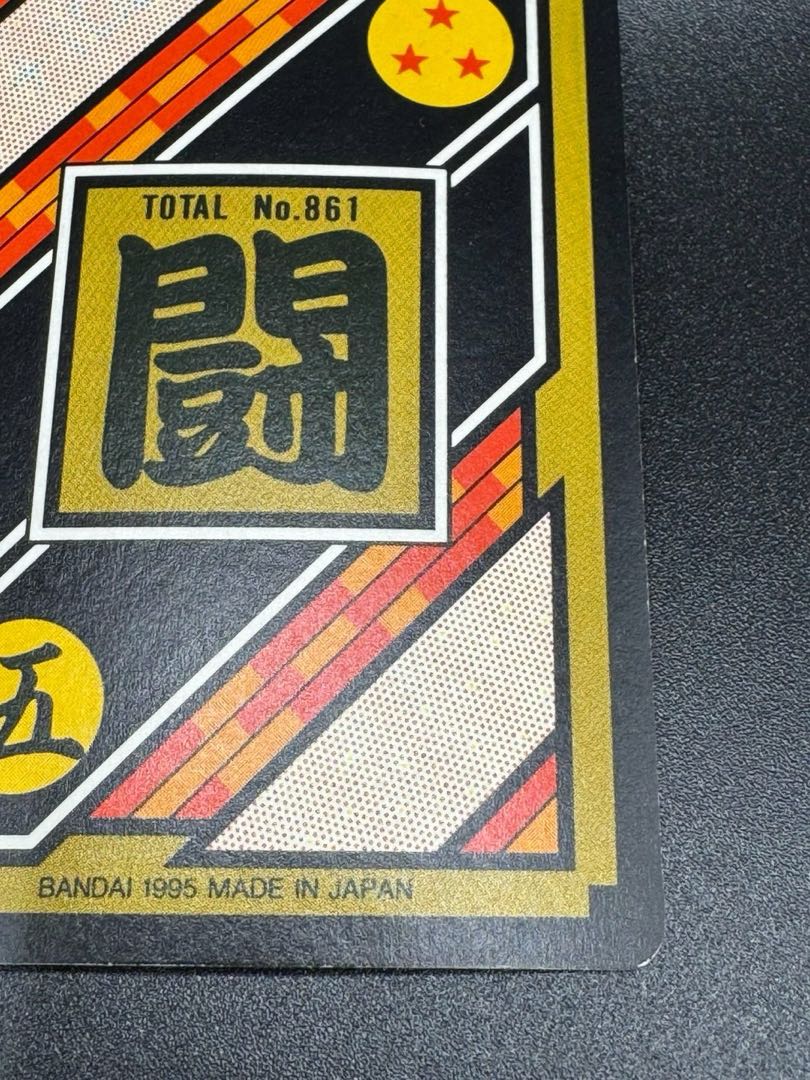 TOTAL No.861
闘
五
BANDAI 1995 MADE IN JAPAN